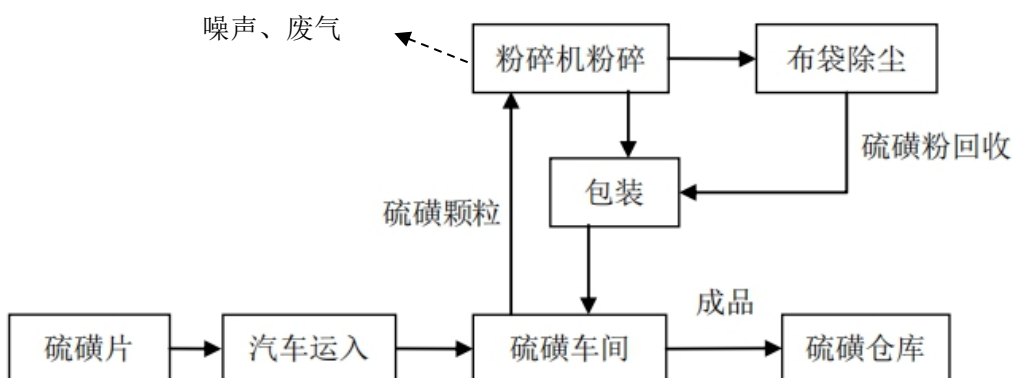 噪声、废气
粉碎机粉碎
布袋除尘
硫磺粉回收
包装
硫磺颗粒
成品
硫磺片
汽车运入
硫磺车间
硫磺仓库